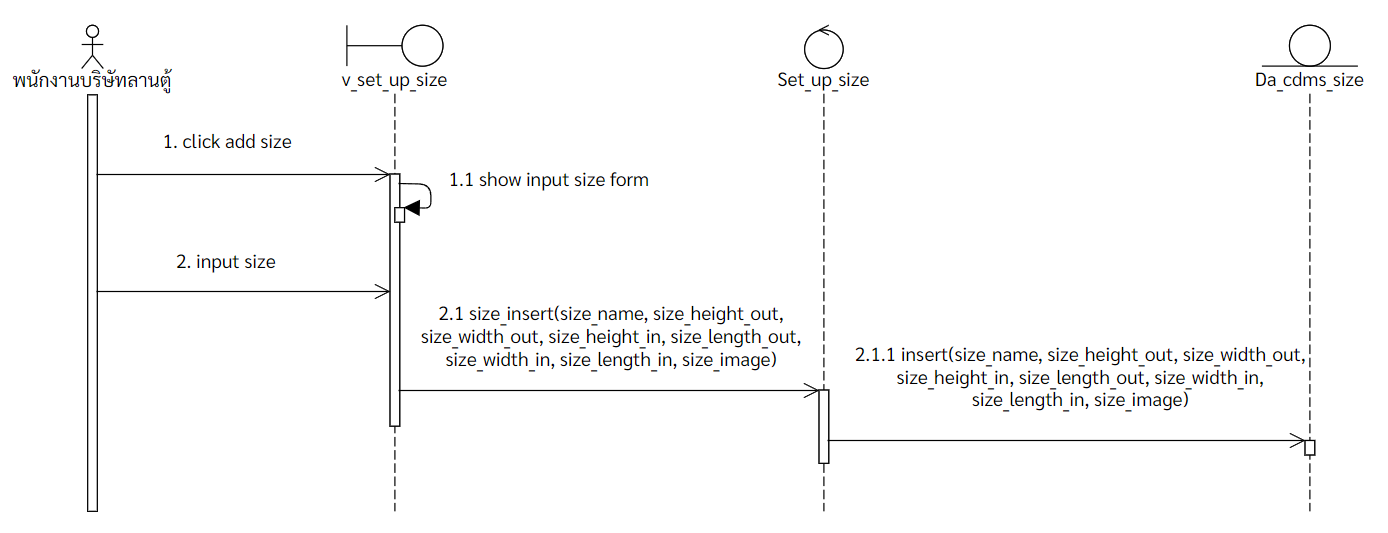 พนักงานบริษัทลานตู้
v_set_up_size
Set_up_size
Da_cdms_size
1. click add size
1.1 show input size form
2. input size
2.1 size_insert(size_name, size_height_out,
size_width_out, size_height_in, size_length_out,
size_width_in, size_length_in, size_image)
2.1.1 insert(size_name, size_height_out, size_width_out,
size_height_in, size_length_out, size_width_in,
size_length_in, size_image)